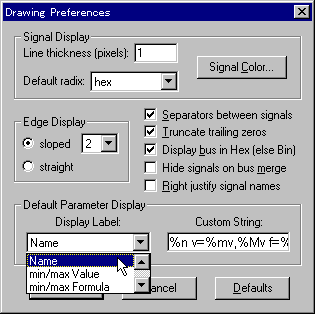 Drawing Preferences
Signal Display
Line thickness (pixels): 1
Signal Color...
Default radix: hex
Separators between signals
Edge Display
Truncate trailing zeros
sloped 2
Display bus in Hex (else Bin)
straight
Hide signals on bus merge
Right justify signal names
Default Parameter Display
Display Label:
Custom String:
Name
%n v=%mv,%Mv f=%
Name
min/max Value
min/max Formula
Defaults